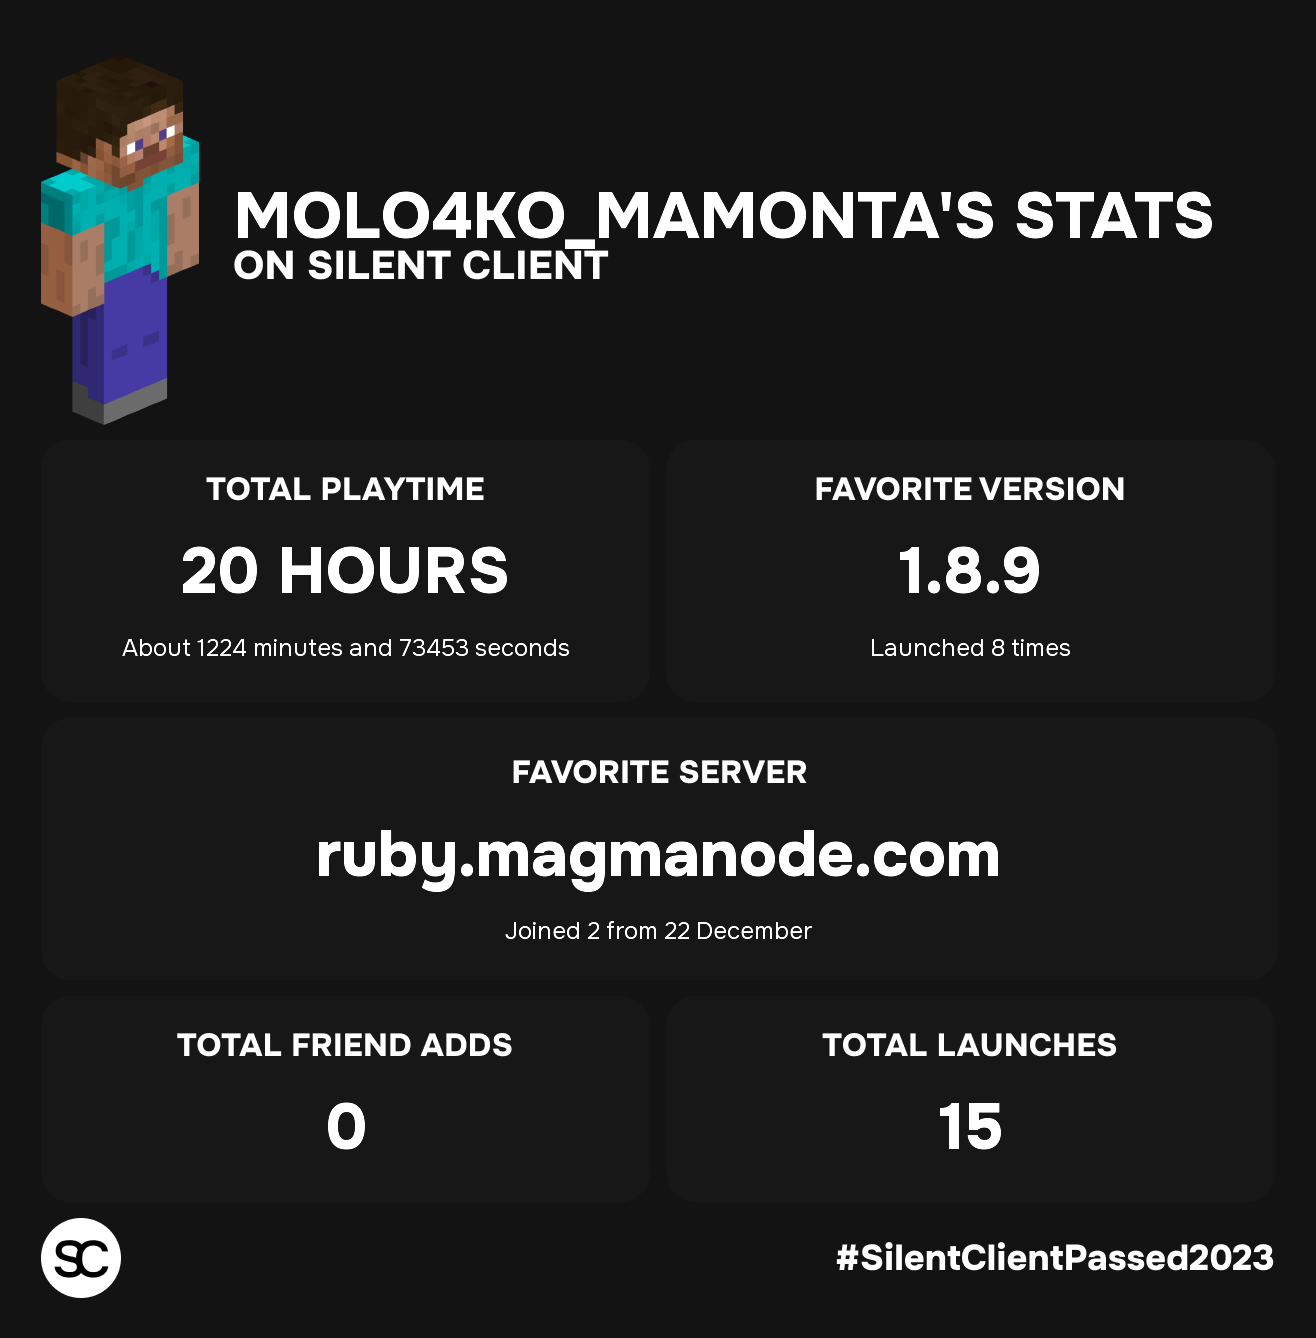 MOLO4KO_MAMONTA'S STATS
ON SILENT CLIENT
TOTAL PLAYTIME
20 HOURS
About 1224 minutes and 73453 seconds
FAVORITE VERSION
1.8.9
Launched 8 times
FAVORITE SERVER
ruby.magmanode.com
Joined 2 from 22 December
TOTAL FRIEND ADDS
0
TOTAL LAUNCHES
15
SC
#SilentClientPassed2023